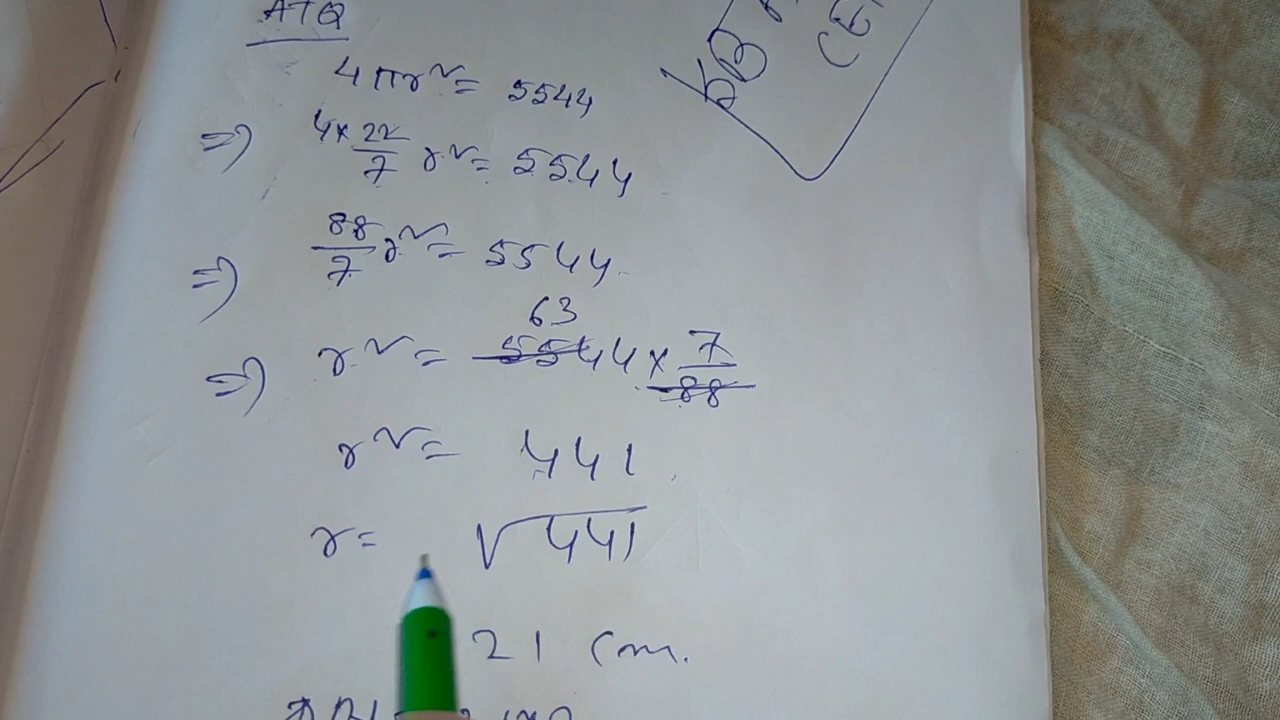 ATQ
4πr² = 5544
⇒) 4×22/7 r² = 5544
⇒) 88/7 r² = 5544
63
⇒) r² = 5544 × 7/88
r² = 441
r = √441
21 Cm.